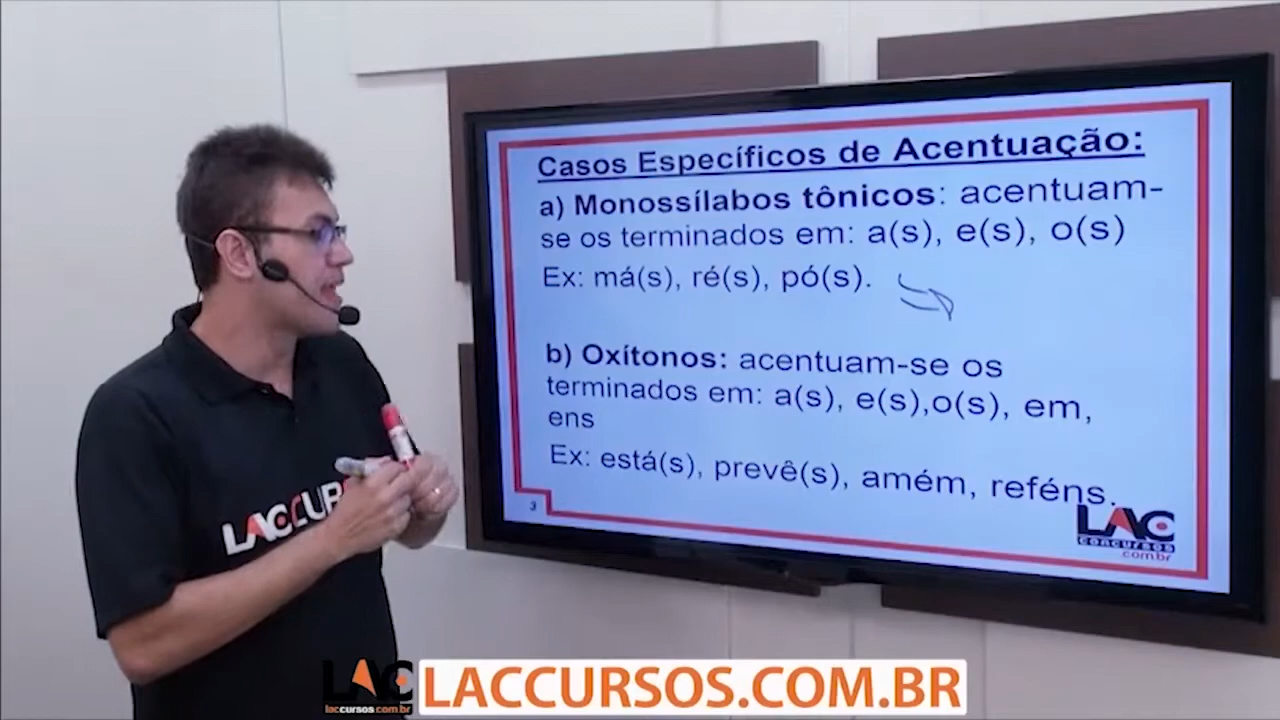 Casos Específicos de Acentuação:
a) Monossílabos tônicos: acentuam-
se os terminados em: a(s), e(s), o(s)
Ex: má(s), ré(s), pó(s).
b) Oxítonos: acentuam-se os
terminados em: a(s), e(s),o(s), em,
ens
Ex: está(s), prevê(s), amém, reféns.
3
LAC
concursos
.com.br
LACCUR
LAC
laccursos.com.br
LACCURSOS.COM.BR